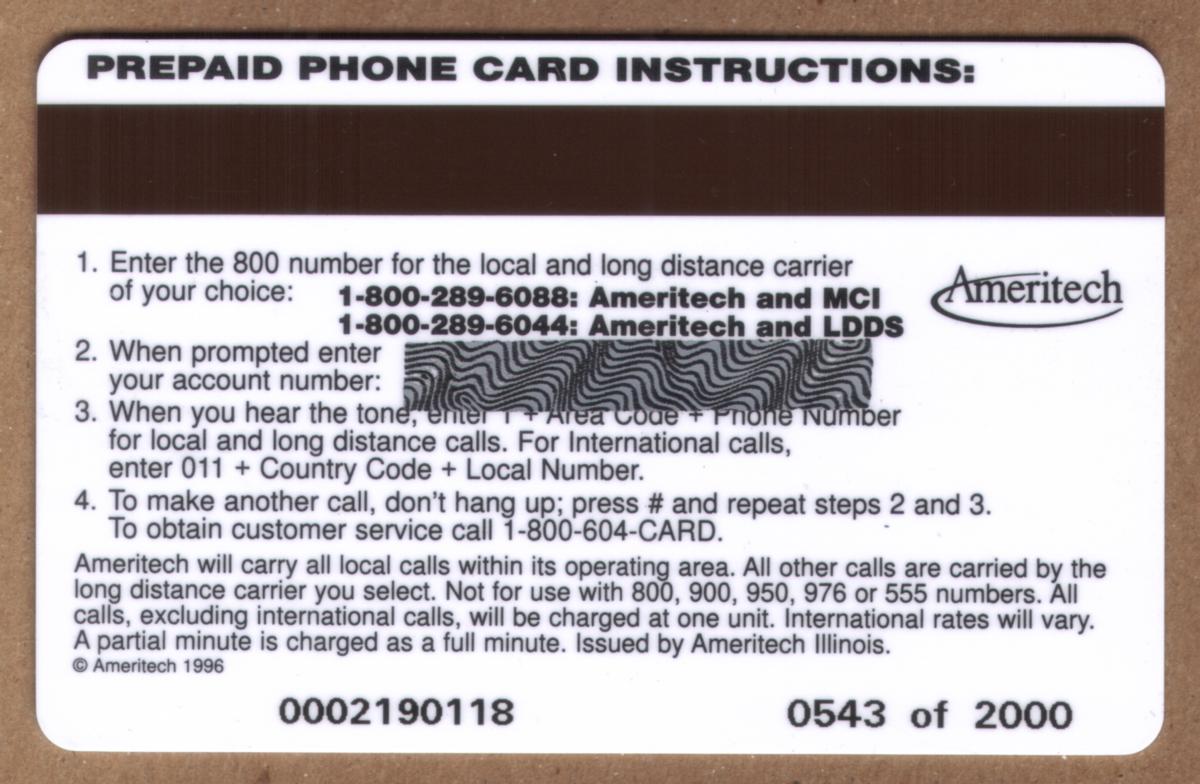 PREPAID PHONE CARD INSTRUCTIONS:
1. Enter the 800 number for the local and long distance carrier
of your choice: 1-800-289-6088: Ameritech and MCI
1-800-289-6044: Ameritech and LDDS
Ameritech
2. When prompted enter
your account number:
3. When you hear the tone, enter 1 + Area Code + Phone Number
for local and long distance calls. For International calls,
enter 011 + Country Code + Local Number.
4. To make another call, don't hang up; press # and repeat steps 2 and 3.
To obtain customer service call 1-800-604-CARD.
Ameritech will carry all local calls within its operating area. All other calls are carried by the
long distance carrier you select. Not for use with 800, 900, 950, 976 or 555 numbers. All
calls, excluding international calls, will be charged at one unit. International rates will vary.
A partial minute is charged as a full minute. Issued by Ameritech Illinois.
© Ameritech 1996
0002190118 0543 of 2000